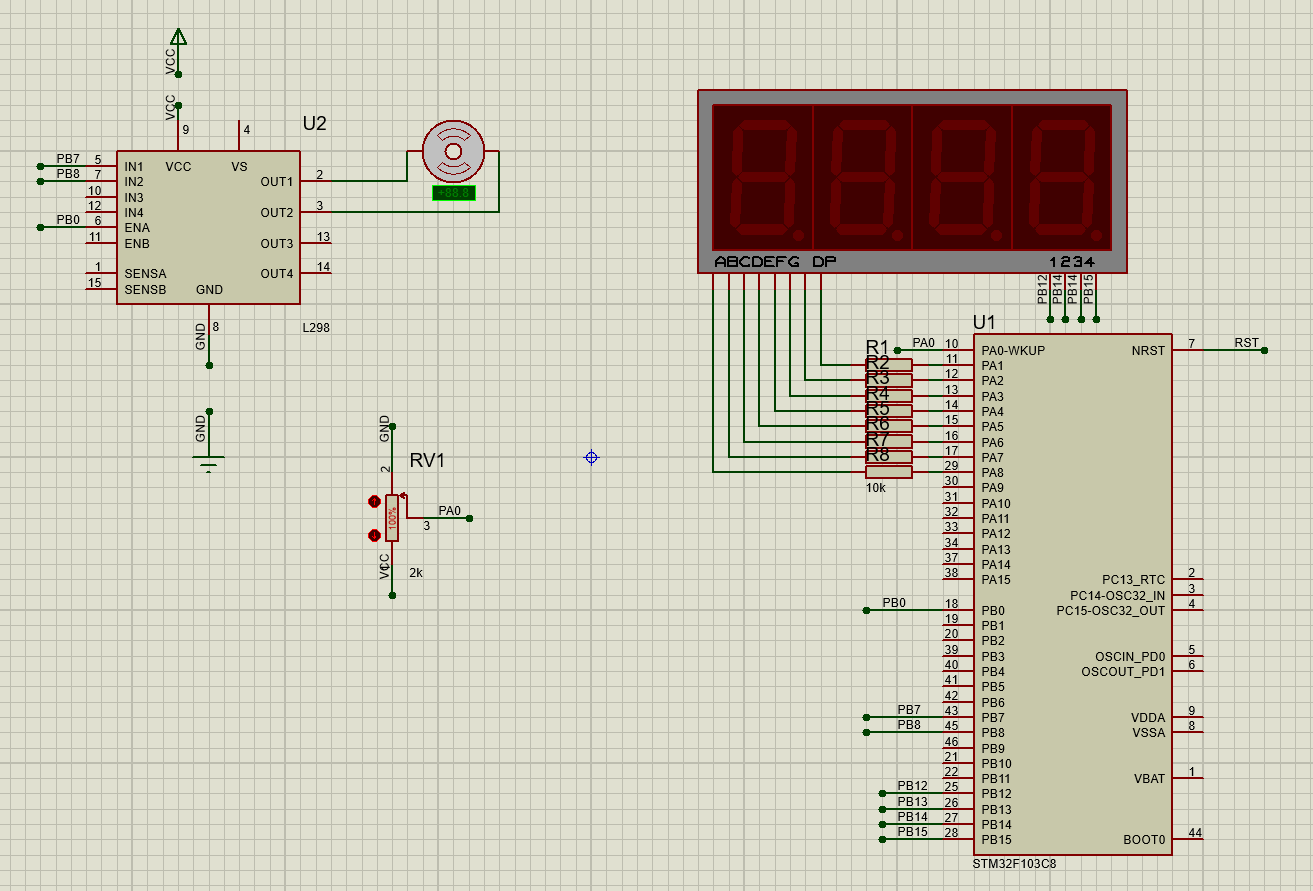 VCC
VCC
9
4
U2
PB7 5 IN1 VCC VS
PB8 7 IN2 OUT1 2
10 IN3
12 IN4 OUT2 3
PB0 6 ENA
11 ENB OUT3 13
1 SENSA OUT4 14
15 SENSB GND
GND 8
L298
+88.8
GND
GND
2
RV1
100%
PA0
3
VCC
1
2k
ABCDEFG DP 1234
PB12
PB14
PB14
PB15
U1
R1 PA0 10 PA0-WKUP NRST 7 RST
R2 11 PA1
R3 12 PA2
R4 13 PA3
R5 14 PA4
R6 15 PA5
R7 16 PA6
R8 17 PA7
29 PA8
10k 30 PA9
31 PA10
32 PA11
33 PA12
34 PA13
37 PA14
38 PA15 PC13_RTC 2
PC14-OSC32_IN 3
PB0 18 PB0 PC15-OSC32_OUT 4
19 PB1
20 PB2
39 PB3 OSCIN_PD0 5
40 PB4 OSCOUT_PD1 6
41 PB5
42 PB6
PB7 43 PB7 VDDA 9
PB8 45 PB8 VSSA 8
46 PB9
21 PB10
22 PB11 VBAT 1
PB12 25 PB12
PB13 26 PB13
PB14 27 PB14
PB15 28 PB15 BOOT0 44
STM32F103C8